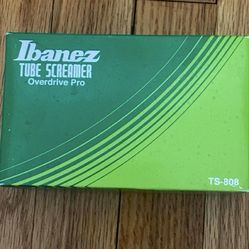 Ibanez
TUBE SCREAMER
Overdrive Pro
TS-808